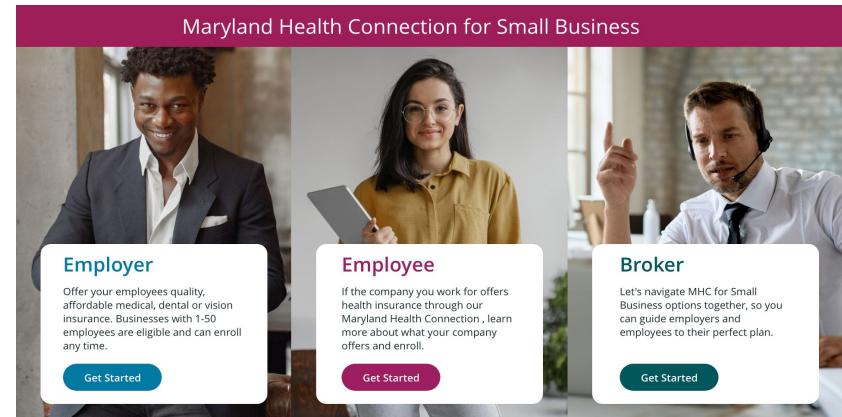 Maryland Health Connection for Small Business
Employer
Offer your employees quality,
affordable medical, dental or vision
insurance. Businesses with 1-50
employees are eligible and can enroll
any time.
Get Started
Employee
If the company you work for offers
health insurance through our
Maryland Health Connection , learn
more about what your company
offers and enroll.
Get Started
Broker
Let's navigate MHC for Small
Business options together, so you
can guide employers and
employees to their perfect plan.
Get Started